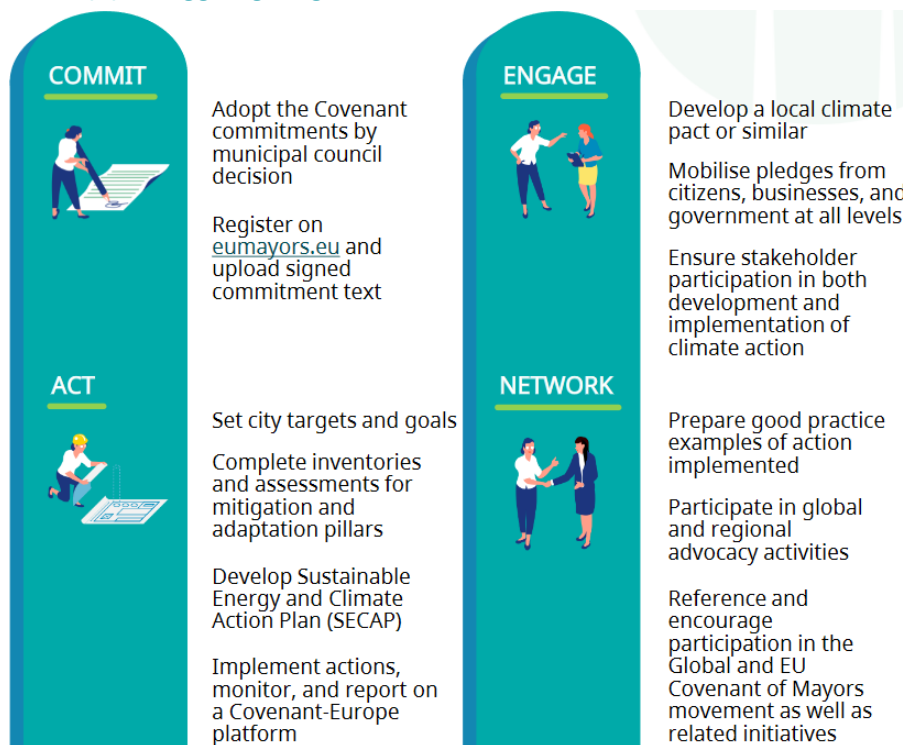 COMMIT
Adopt the Covenant
commitments by
municipal council
decision
Register on
eumayors.eu and
upload signed
commitment text
ACT
Set city targets and goals
Complete inventories
and assessments for
mitigation and
adaptation pillars
Develop Sustainable
Energy and Climate
Action Plan (SECAP)
Implement actions,
monitor, and report on
a Covenant-Europe
platform
ENGAGE
Develop a local climate
pact or similar
Mobilise pledges from
citizens, businesses, and
government at all levels
Ensure stakeholder
participation in both
development and
implementation of
climate action
NETWORK
Prepare good practice
examples of action
implemented
Participate in global
and regional
advocacy activities
Reference and
encourage
participation in the
Global and EU
Covenant of Mayors
movement as well as
related initiatives